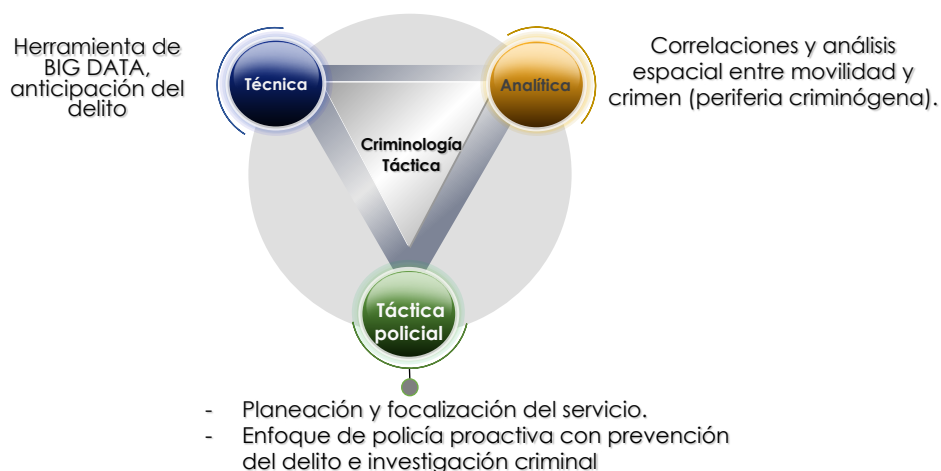 Herramienta de
BIG DATA,
anticipación del
delito
Técnica
Analítica
Correlaciones y análisis
espacial entre movilidad y
crimen (periferia criminógena).
Criminología
Táctica
Táctica
policial
- Planeación y focalización del servicio.
- Enfoque de policía proactiva con prevención
del delito e investigación criminal